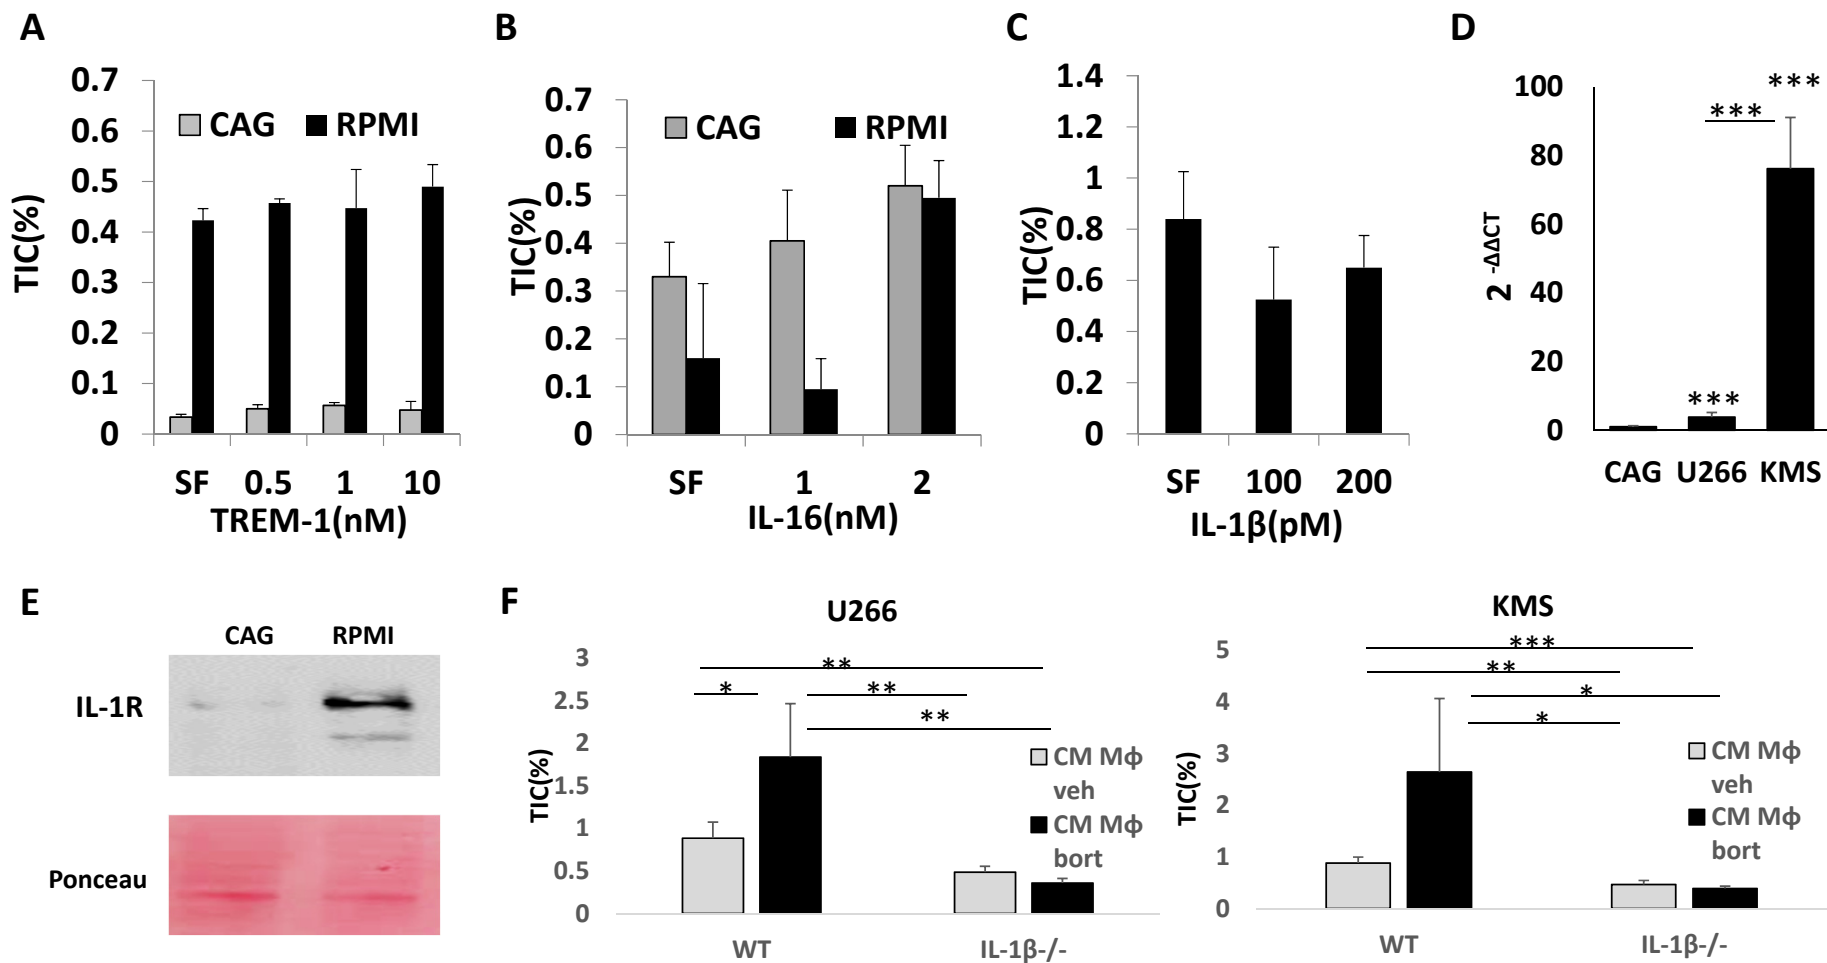 A
0.7
0.6
0.5
0.4
0.3
0.2
0.1
0
TIC(%)
CAG RPMI
SF 0.5 1 10
TREM-1(nM)
B
0.7
0.6
0.5
0.4
0.3
0.2
0.1
0
TIC(%)
CAG RPMI
SF 1 2
IL-16(nM)
C
1.4
1.2
1
0.8
0.6
0.4
0.2
0
TIC(%)
SF 100 200
IL-1β(pM)
D
100
80
60
40
20
0
2 -ΔΔCT
***
***
***
CAG U266 KMS
E
CAG RPMI
IL-1R
Ponceau
F
U266
3
2.5
2
1.5
1
0.5
0
TIC(%)
**
*
**
**
CM Mϕ
veh
CM Mϕ
bort
WT IL-1β-/-
KMS
5
4
3
2
1
0
TIC(%)
***
**
*
*
CM Mϕ
veh
CM Mϕ
bort
WT IL-1β-/-